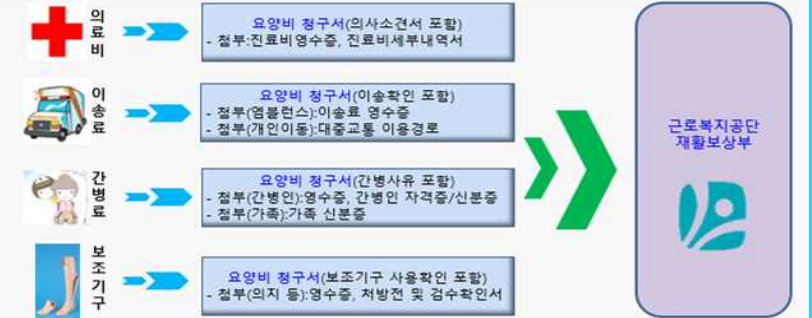 의료비
요양비 청구서(의사소견서 포함)
- 첨부:진료비영수증, 진료비세부내역서
이송료
요양비 청구서(이송확인 포함)
- 첨부(엠블런스):이송료 영수증
- 첨부(개인이동):대중교통 이용경로
간병료
요양비 청구서(간병사유 포함)
- 첨부(간병인):영수증, 간병인 자격증/신분증
- 첨부(가족):가족 신분증
보조기구
요양비 청구서(보조기구 사용확인 포함)
- 첨부(의지 등):영수증, 처방전 및 검수확인서
근로복지공단
재활보상부